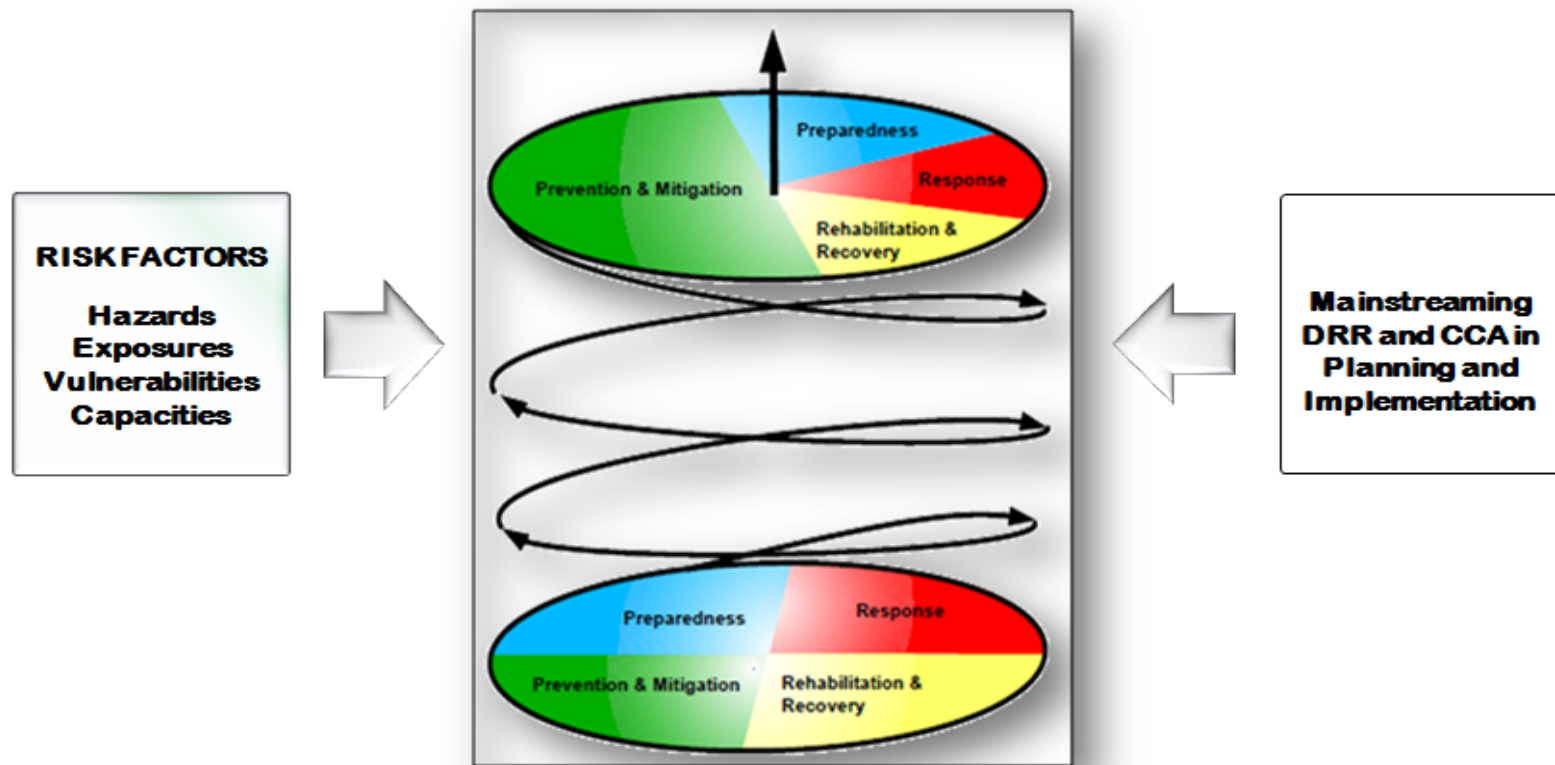 RISK FACTORS
Hazards
Exposures
Vulnerabilities
Capacities
Preparedness
Prevention & Mitigation
Response
Rehabilitation &
Recovery
Preparedness
Response
Prevention & Mitigation
Rehabilitation &
Recovery
Mainstreaming
DRR and CCA in
Planning and
Implementation